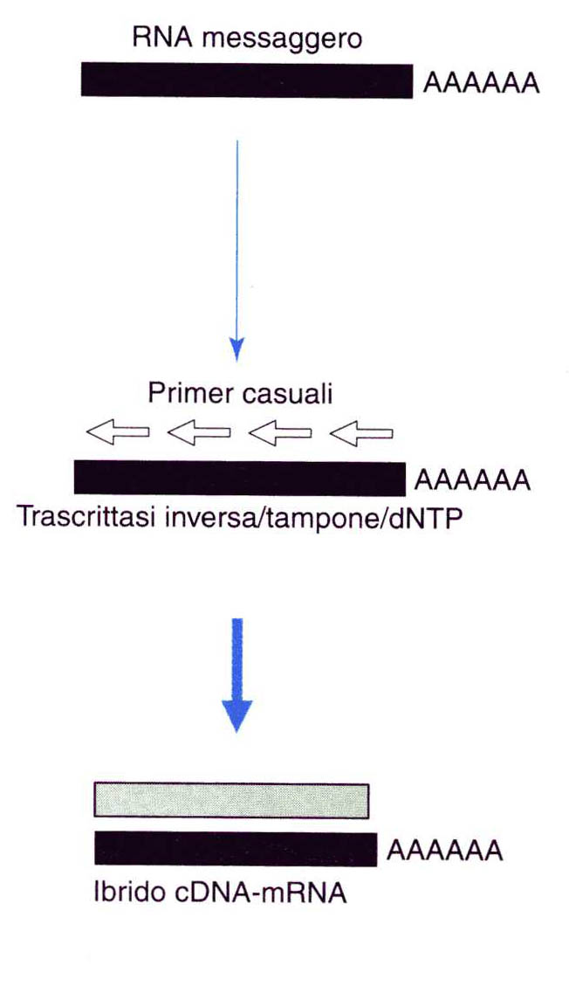 RNA messaggero
AAAAAA
Primer casuali
AAAAAA
Trascrittasi inversa/tampone/dNTP
AAAAAA
Ibrido cDNA-mRNA